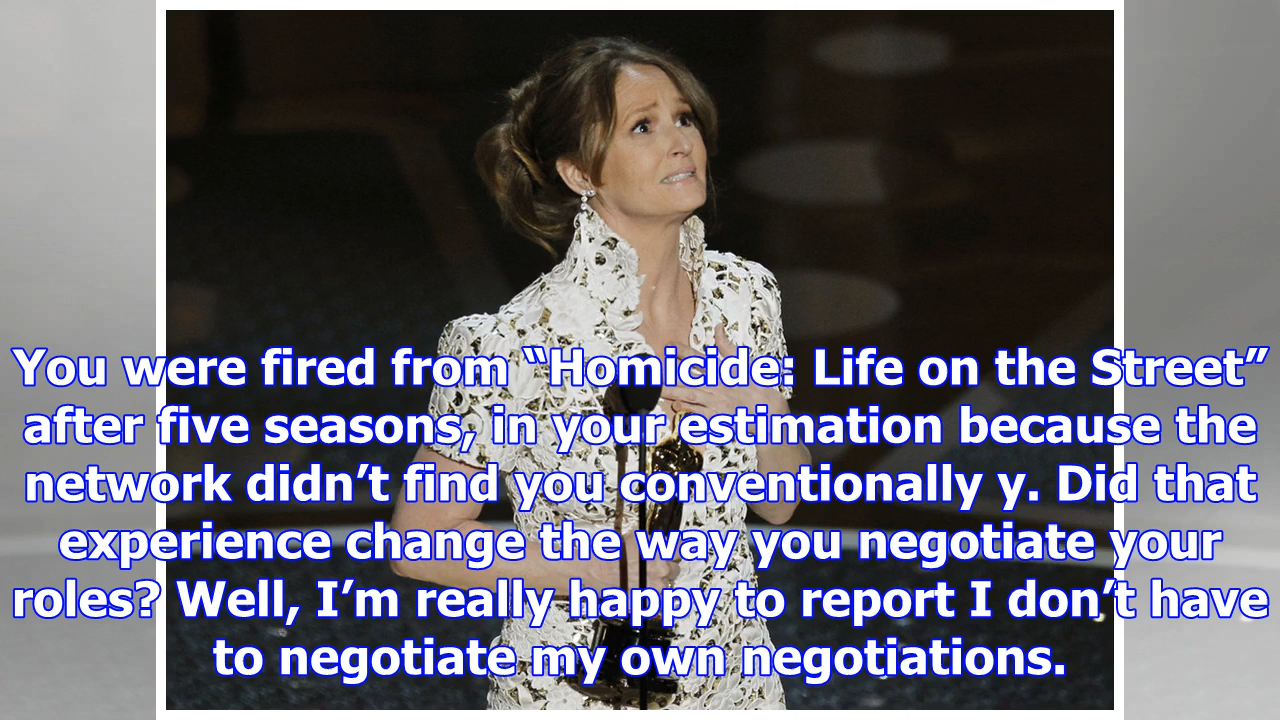 You were fired from “Homicide: Life on the Street”
after five seasons, in your estimation because the
network didn’t find you conventionally y. Did that
experience change the way you negotiate your
roles? Well, I’m really happy to report I don’t have
to negotiate my own negotiations.